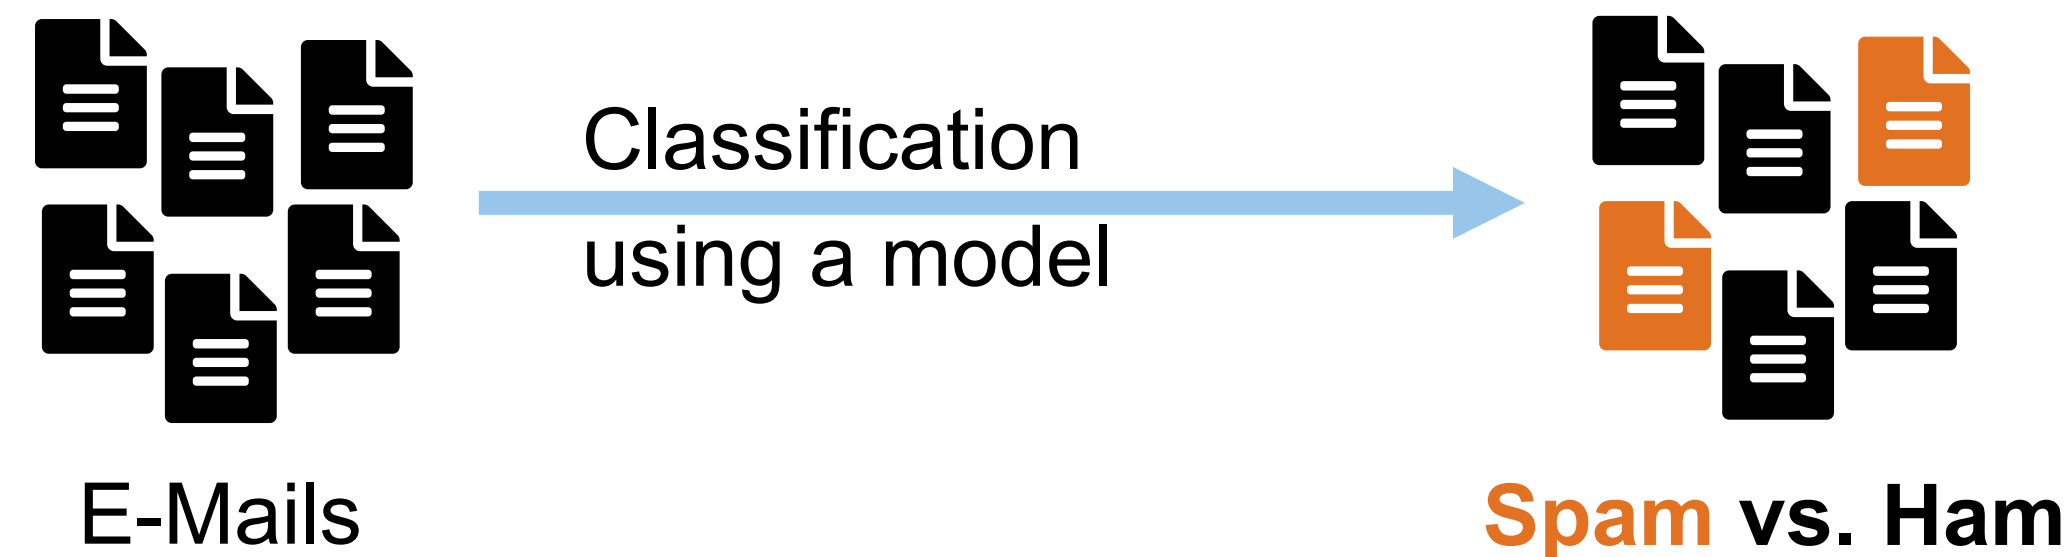 Classification
using a model
E-Mails
Spam vs. Ham